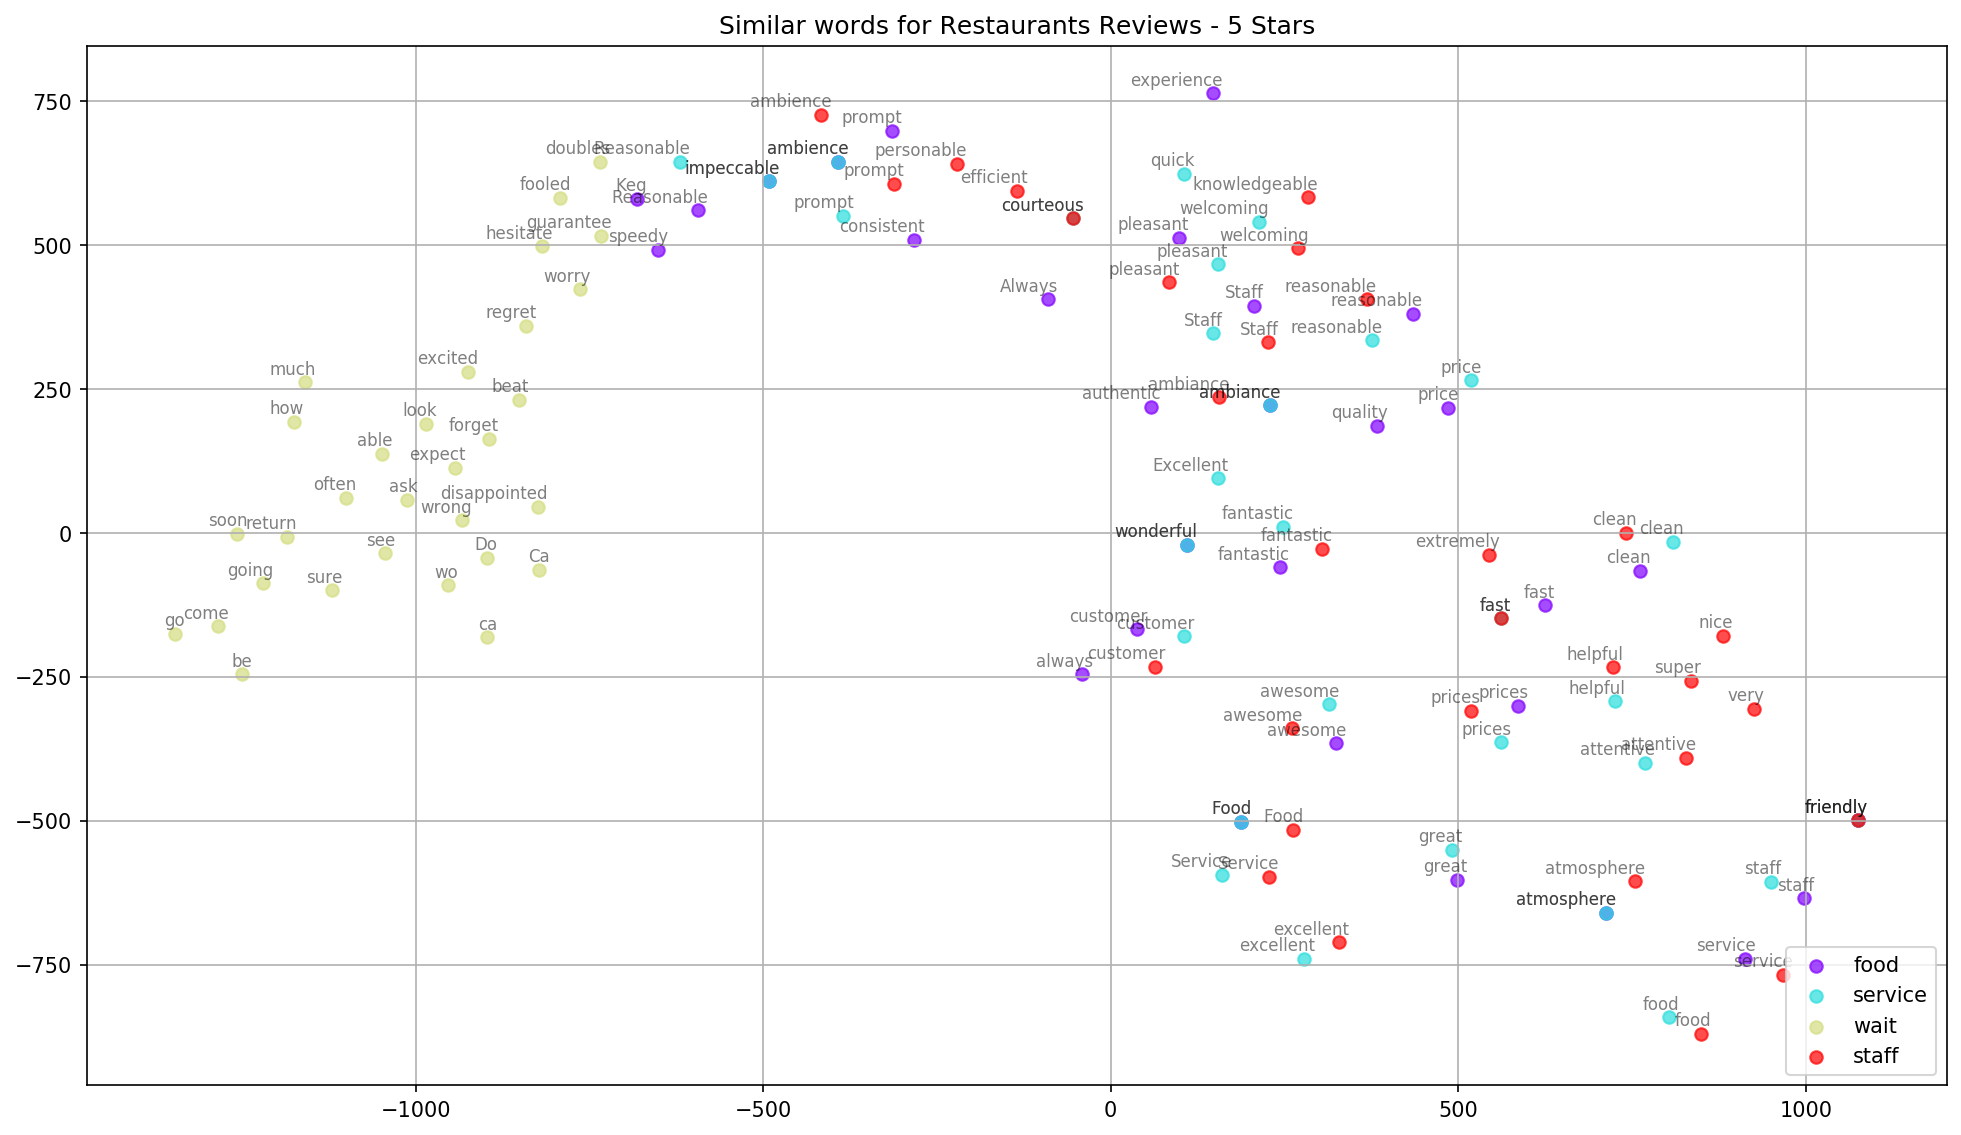 Similar words for Restaurants Reviews - 5 Stars
750
500
250
0
−250
−500
−750
experience
ambience
prompt
doubles
Reasonable
ambience
personable
quick
impeccable
prompt
efficient
fooled
Keg
knowledgeable
Reasonable
prompt
courteous
welcoming
guarantee
consistent
pleasant
hesitate
speedy
welcoming
pleasant
worry
pleasant
Always
Staff
reasonable
reasonable
regret
Staff
Staff
reasonable
excited
much
price
beat
ambiance
authentic
ambiance
price
how
look
quality
forget
able
expect
Excellent
often
ask
disappointed
wrong
fantastic
soon
return
wonderful
fantastic
clean
clean
see
Do
extremely
Ca
fantastic
clean
going
sure
wo
fast
fast
go
come
customer
customer
ca
nice
be
always
customer
helpful
super
awesome
prices
prices
helpful
very
awesome
awesome
prices
attentive
attentive
Food
Food
friendly
great
Service
Service
great
atmosphere
staff
staff
atmosphere
excellent
excellent
service
service
food
food
food
service
wait
staff
−1000
−500
0
500
1000